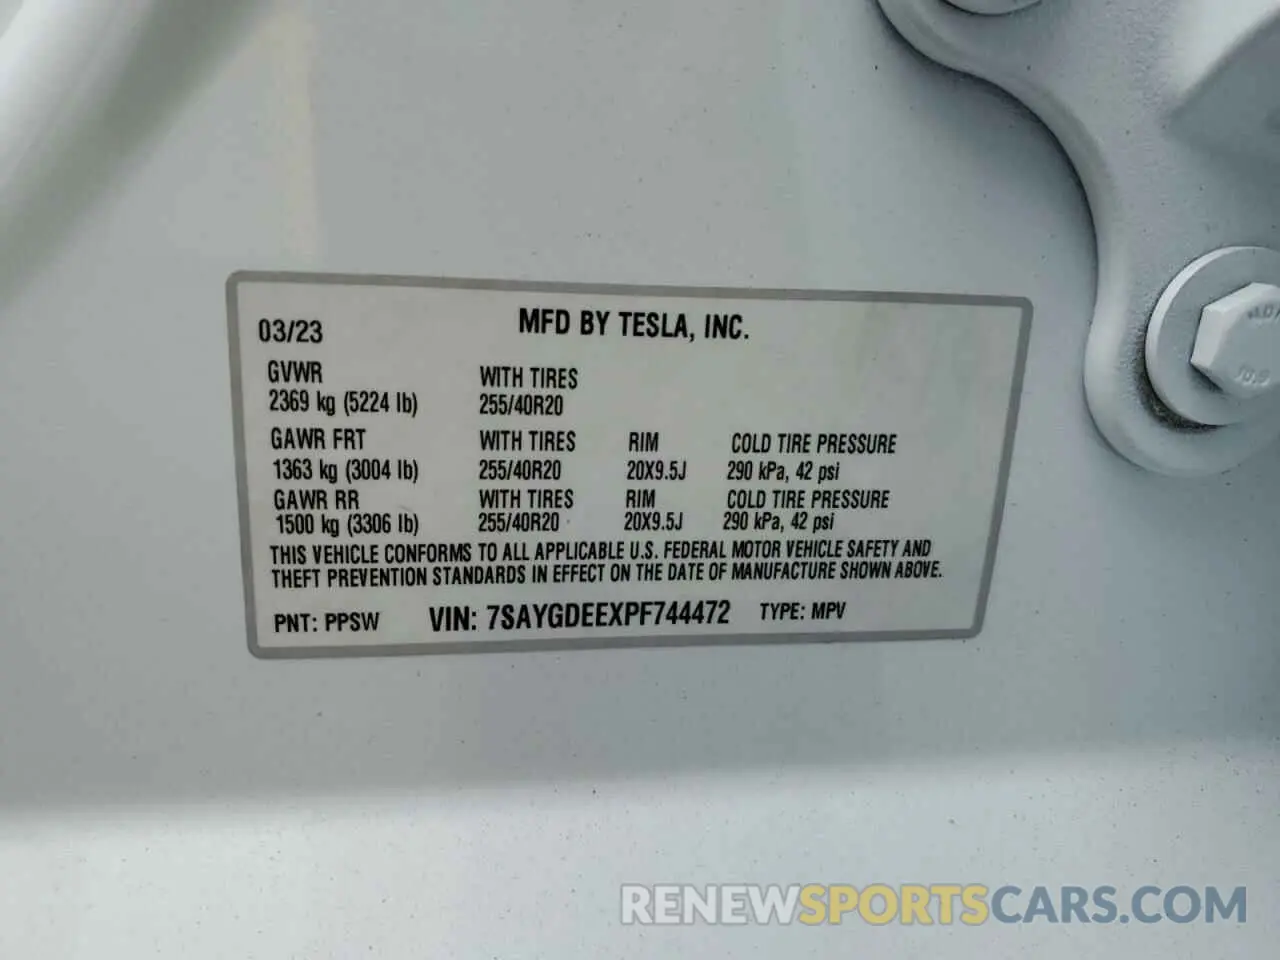 03/23 MFD BY TESLA, INC.
GVWR WITH TIRES
2369 kg (5224 lb) 255/40R20
GAWR FRT WITH TIRES RIM COLD TIRE PRESSURE
1363 kg (3004 lb) 255/40R20 20X9.5J 290 kPa, 42 psi
GAWR RR WITH TIRES RIM COLD TIRE PRESSURE
1500 kg (3306 lb) 255/40R20 20X9.5J 290 kPa, 42 psi
THIS VEHICLE CONFORMS TO ALL APPLICABLE U.S. FEDERAL MOTOR VEHICLE SAFETY AND
THEFT PREVENTION STANDARDS IN EFFECT ON THE DATE OF MANUFACTURE SHOWN ABOVE.
PNT: PPSW VIN: 7SAYGDEEXPF744472 TYPE: MPV
10.9
RENEWSPORTSCARS.COM